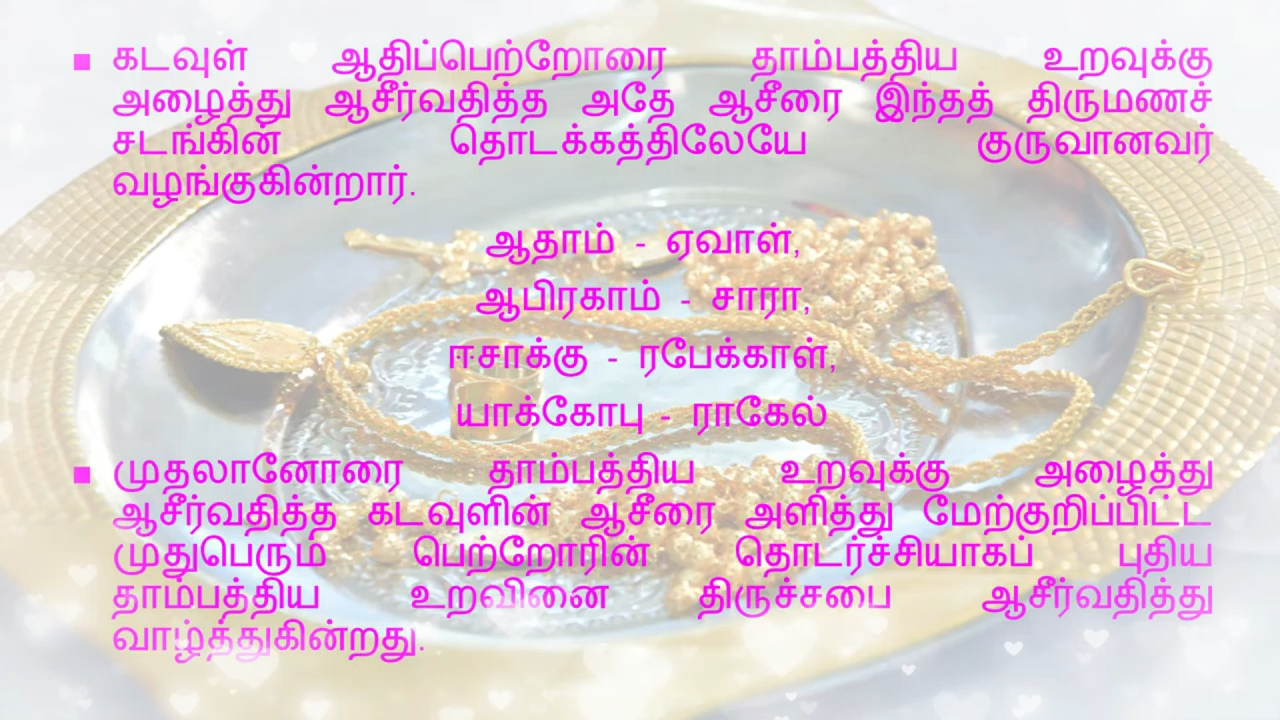 ▪ கடவுள் ஆதிப்பெற்றோரை தாம்பத்திய உறவுக்கு
அழைத்து ஆசீர்வதித்த அதே ஆசீரை இந்தத் திருமணச்
சடங்கின் தொடக்கத்திலேயே குருவானவர்
வழங்குகின்றார்.
ஆதாம் - ஏவாள்,
ஆபிரகாம் - சாரா,
ஈசாக்கு - ரபேக்காள்,
யாக்கோபு - ராகேல்
▪ முதலானோரை தாம்பத்திய உறவுக்கு அழைத்து
ஆசீர்வதித்த கடவுளின் ஆசீரை அளித்து மேற்குறிப்பிட்ட
முதுபெரும் பெற்றோரின் தொடர்ச்சியாகப் புதிய
தாம்பத்திய உறவினை திருச்சபை ஆசீர்வதித்து
வாழ்த்துகின்றது.